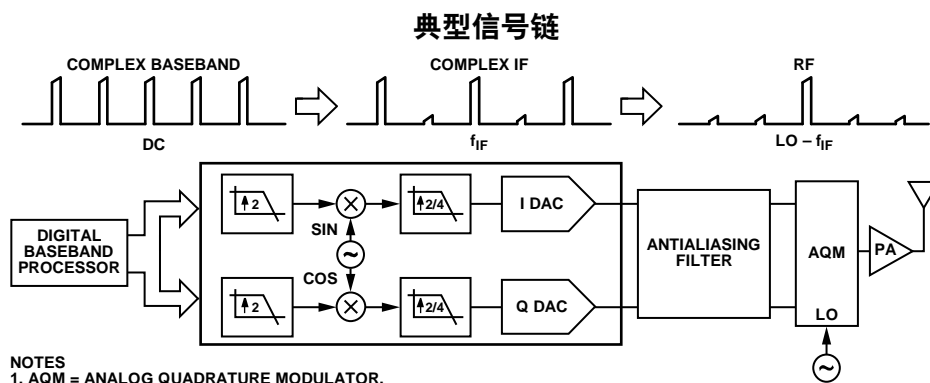 典型信号链
COMPLEX BASEBAND
COMPLEX IF
RF
DC
fIF
LO – fIF
DIGITAL
BASEBAND
PROCESSOR
2
2/4
I DAC
SIN
COS
2
2/4
Q DAC
ANTIALIASING
FILTER
AQM
LO
PA
NOTES
1. AQM = ANALOG QUADRATURE MODULATOR.